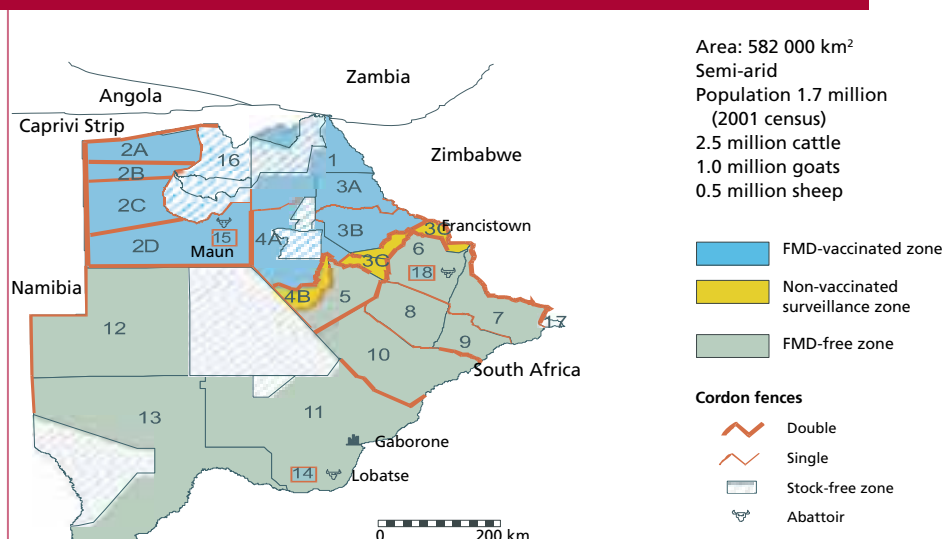 Zambia
Angola
Caprivi Strip
Zimbabwe
Namibia
South Africa
2A
2B
2C
2D
16
1
3A
3B
3C
3C
Francistown
15
Maun
4A
4B
5
6
18
7
17
8
9
10
12
13
11
14
Gaborone
Lobatse
0 200 km
Area: 582 000 km²
Semi-arid
Population 1.7 million
(2001 census)
2.5 million cattle
1.0 million goats
0.5 million sheep
FMD-vaccinated zone
Non-vaccinated
surveillance zone
FMD-free zone
Cordon fences
Double
Single
Stock-free zone
Abattoir